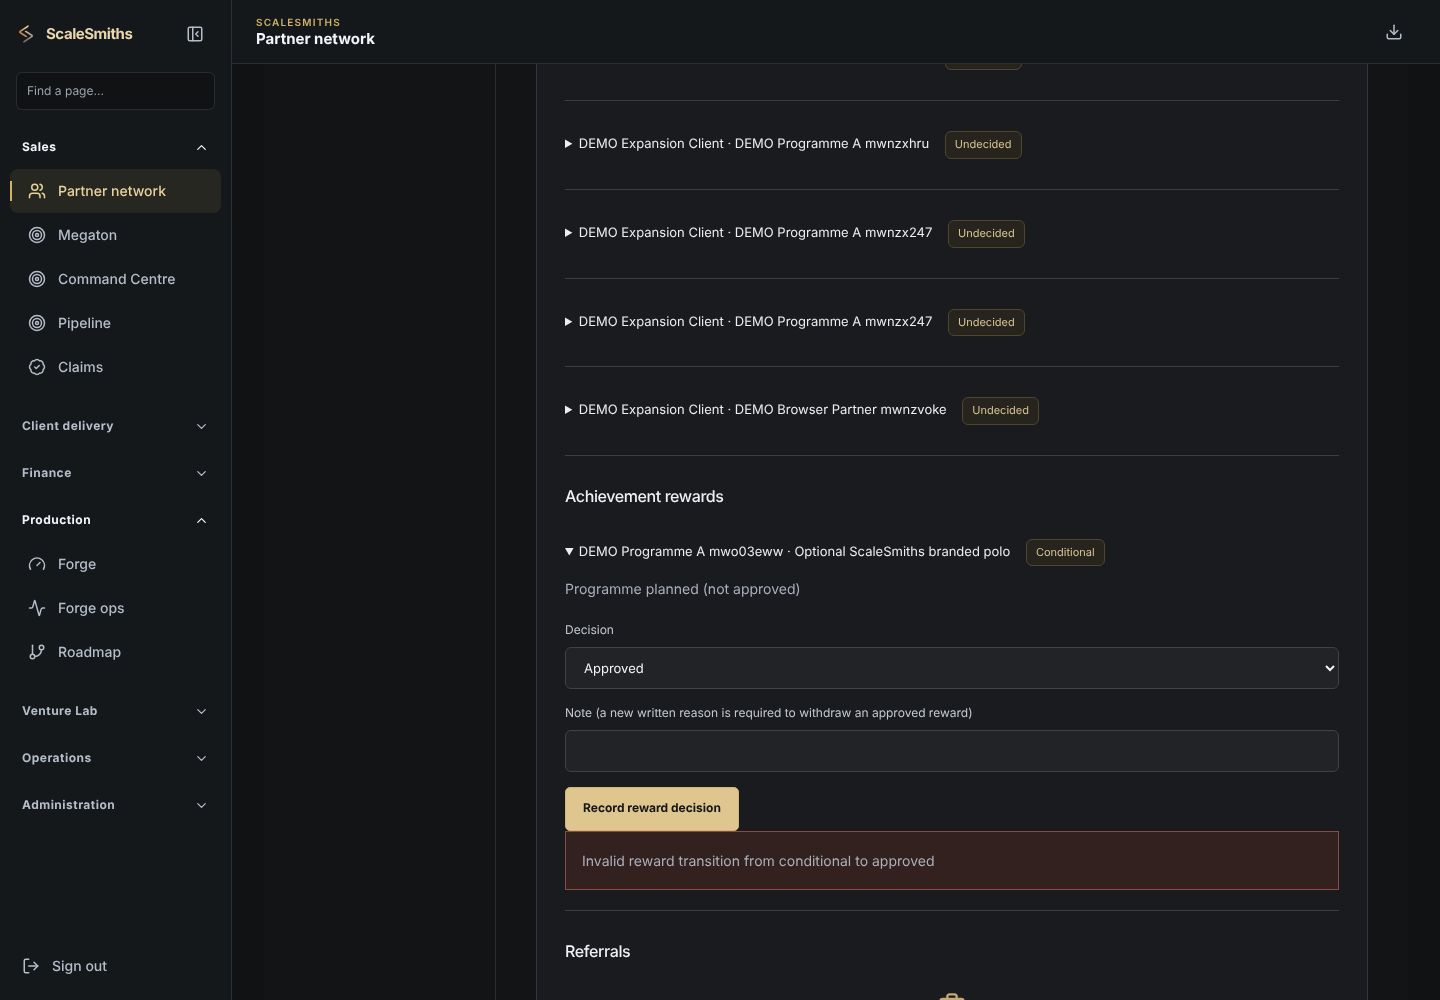 ScaleSmiths
Find a page...
Sales
Partner network
Megaton
Command Centre
Pipeline
Claims
Client delivery
Finance
Production
Forge
Forge ops
Roadmap
Venture Lab
Operations
Administration
Sign out
SCALESMITHS
Partner network
DEMO Expansion Client · DEMO Programme A mwnzxhru Undecided
DEMO Expansion Client · DEMO Programme A mwnzx247 Undecided
DEMO Expansion Client · DEMO Programme A mwnzx247 Undecided
DEMO Expansion Client · DEMO Browser Partner mwnzvoke Undecided
Achievement rewards
DEMO Programme A mwo03eww · Optional ScaleSmiths branded polo Conditional
Programme planned (not approved)
Decision
Approved
Note (a new written reason is required to withdraw an approved reward)
Record reward decision
Invalid reward transition from conditional to approved
Referrals